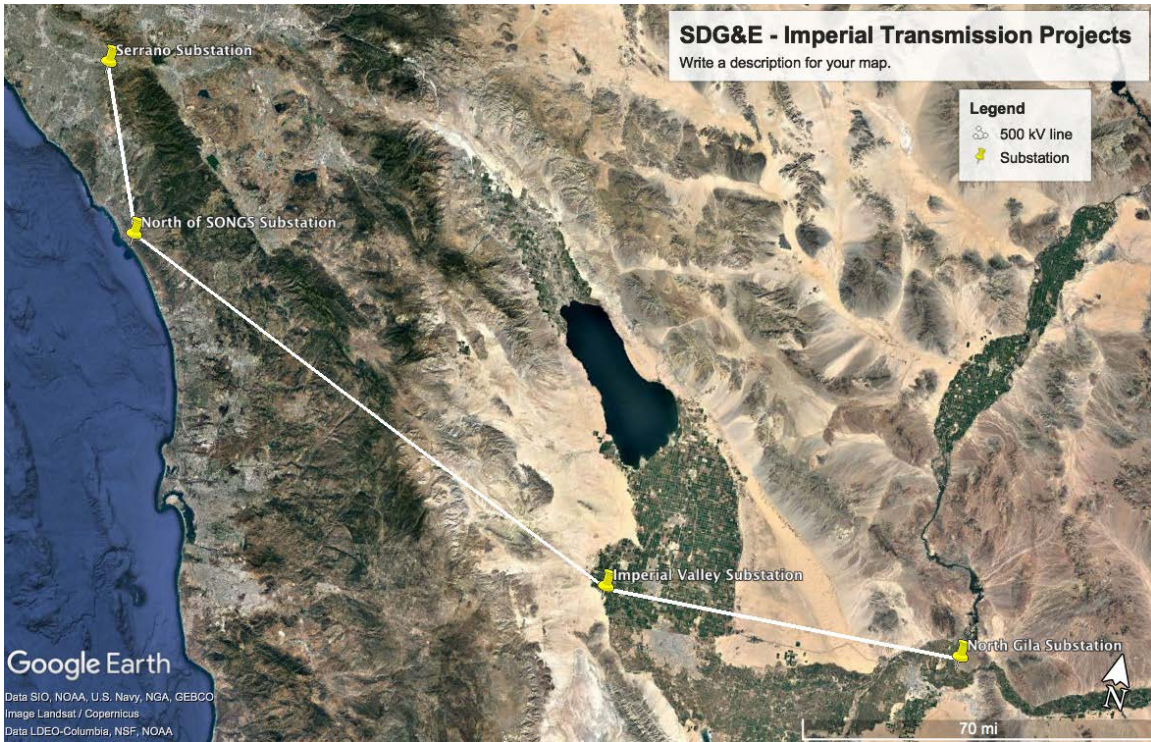 SDG&E - Imperial Transmission Projects
Write a description for your map.
Legend
500 kV line
Substation
Serrano Substation
North of SONGS Substation
Imperial Valley Substation
North Gila Substation
Google Earth
Data SIO, NOAA, U.S. Navy, NGA, GEBCO
Image Landsat / Copernicus
Data LDEO-Columbia, NSF, NOAA
N
70 mi